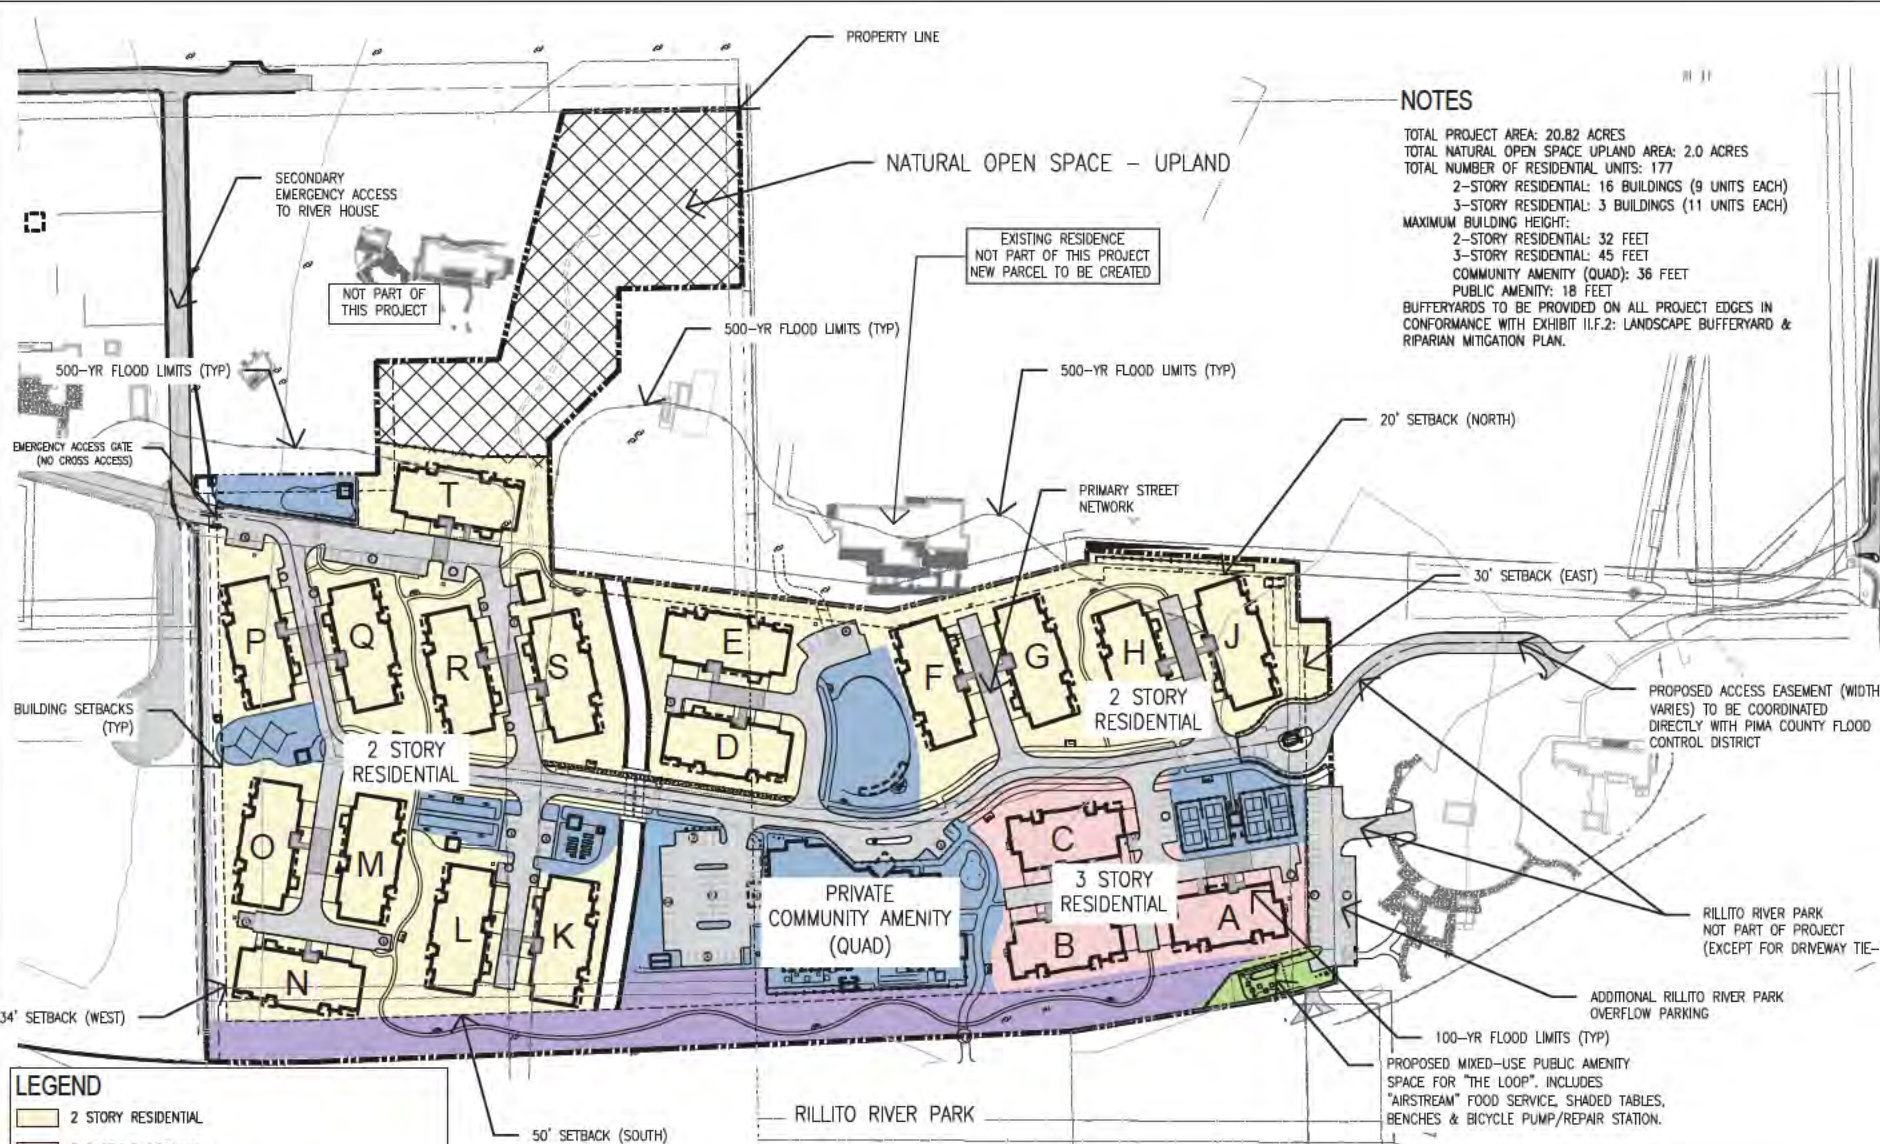 PROPERTY LINE
NATURAL OPEN SPACE – UPLAND
SECONDARY
EMERGENCY ACCESS
TO RIVER HOUSE
NOT PART OF
THIS PROJECT
EXISTING RESIDENCE
NOT PART OF THIS PROJECT
NEW PARCEL TO BE CREATED
NOTES
TOTAL PROJECT AREA: 20.82 ACRES
TOTAL NATURAL OPEN SPACE UPLAND AREA: 2.0 ACRES
TOTAL NUMBER OF RESIDENTIAL UNITS: 177
2–STORY RESIDENTIAL: 16 BUILDINGS (9 UNITS EACH)
3–STORY RESIDENTIAL: 3 BUILDINGS (11 UNITS EACH)
MAXIMUM BUILDING HEIGHT:
2–STORY RESIDENTIAL: 32 FEET
3–STORY RESIDENTIAL: 45 FEET
COMMUNITY AMENITY (QUAD): 36 FEET
PUBLIC AMENITY: 18 FEET
BUFFERYARDS TO BE PROVIDED ON ALL PROJECT EDGES IN
CONFORMANCE WITH EXHIBIT II.F.2: LANDSCAPE BUFFERYARD &
RIPARIAN MITIGATION PLAN.
500–YR FLOOD LIMITS (TYP)
500–YR FLOOD LIMITS (TYP)
500–YR FLOOD LIMITS (TYP)
20' SETBACK (NORTH)
EMERGENCY ACCESS GATE
(NO CROSS ACCESS)
PRIMARY STREET
NETWORK
30' SETBACK (EAST)
T
P
Q
R
S
E
D
F
G
H
J
2 STORY
RESIDENTIAL
BUILDING SETBACKS
(TYP)
PROPOSED ACCESS EASEMENT (WIDTH
VARIES) TO BE COORDINATED
DIRECTLY WITH PIMA COUNTY FLOOD
CONTROL DISTRICT
2 STORY
RESIDENTIAL
O
M
L
K
N
PRIVATE
COMMUNITY AMENITY
(QUAD)
C
3 STORY
RESIDENTIAL
B
A
RILLITO RIVER PARK
NOT PART OF PROJECT
(EXCEPT FOR DRIVEWAY TIE–
34' SETBACK (WEST)
ADDITIONAL RILLITO RIVER PARK
OVERFLOW PARKING
100–YR FLOOD LIMITS (TYP)
PROPOSED MIXED–USE PUBLIC AMENITY
SPACE FOR "THE LOOP". INCLUDES
"AIRSTREAM" FOOD SERVICE, SHADED TABLES,
BENCHES & BICYCLE PUMP/REPAIR STATION.
LEGEND
2 STORY RESIDENTIAL
50' SETBACK (SOUTH)
RILLITO RIVER PARK